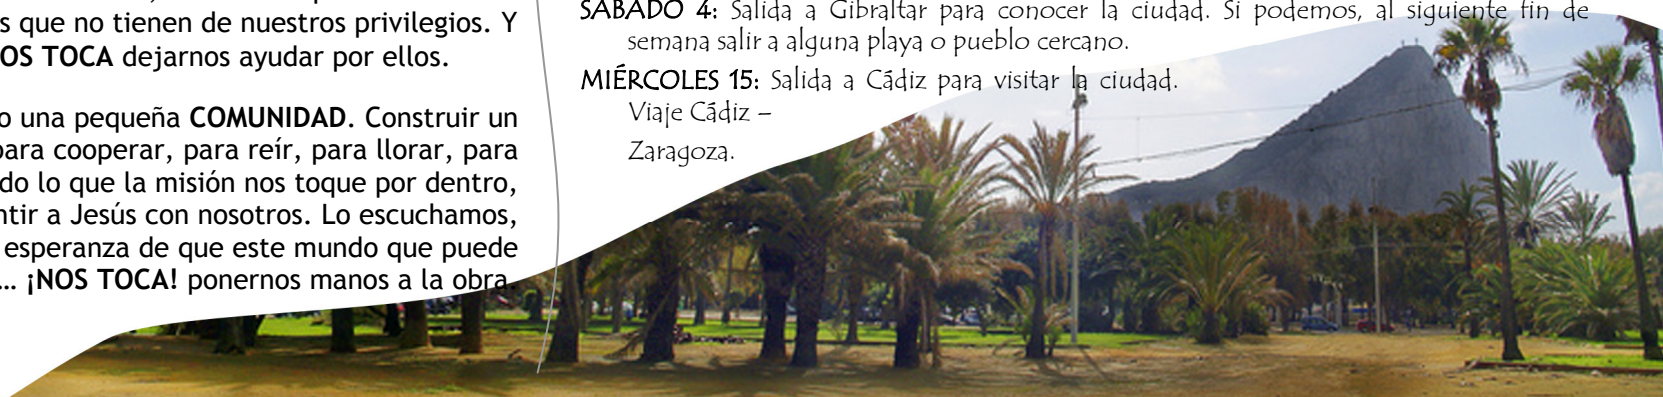 s que no tienen de nuestros privilegios. Y
OS TOCA dejarnos ayudar por ellos.
o una pequeña COMUNIDAD. Construir un
para cooperar, para reír, para llorar, para
do lo que la misión nos toque por dentro,
ntir a Jesús con nosotros. Lo escuchamos,
esperanza de que este mundo que puede
… ¡NOS TOCA! ponernos manos a la obra.
SÁBADO 4: Salida a Gibraltar para conocer la ciudad. Si podemos, al siguiente fin de
semana salir a alguna playa o pueblo cercano.
MIÉRCOLES 15: Salida a Cádiz para visitar la ciudad.
Viaje Cádiz –
Zaragoza.